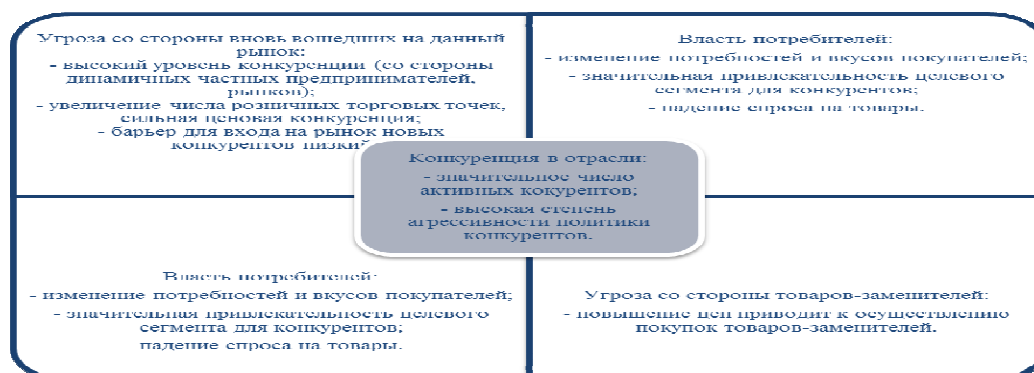 Угроза со стороны вновь вошедших на данный
рынок:
- высокий уровень конкуренции (со стороны
динамичных частных предпринимателей,
рынков);
- увеличение числа розничных торговых точек,
сильная ценовая конкуренция;
- барьер для входа на рынок новых
конкурентов низкий
Власть потребителей:
- изменение потребностей и вкусов покупателей;
- значительная привлекательность целевого
сегмента для конкурентов;
- падение спроса на товары.
Конкуренция в отрасли:
- значительное число
активных кокурентов;
- высокая степень
агрессивности политики
конкурентов.
Власть потребителей:
- изменение потребностей и вкусов покупателей;
- значительная привлекательность целевого
сегмента для конкурентов;
падение спроса на товары.
Угроза со стороны товаров-заменителей:
- повышение цен приводит к осуществлению
покупок товаров-заменителей.